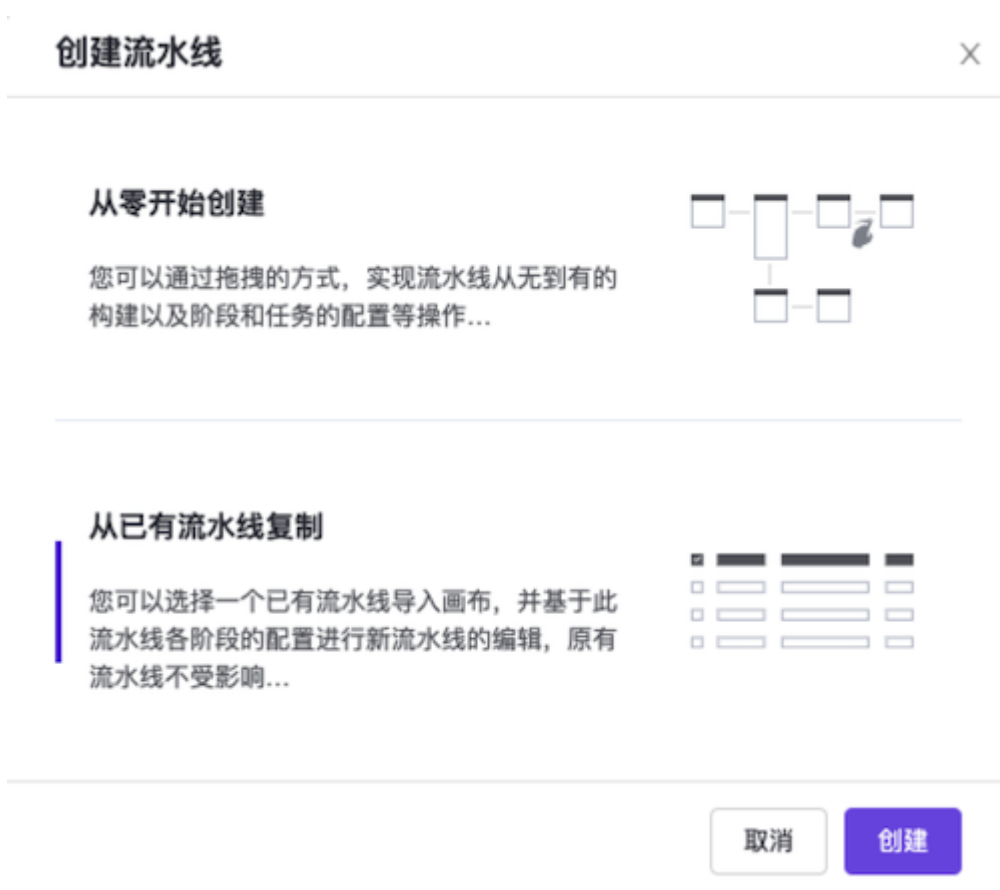 创建流水线
从零开始创建
您可以通过拖拽的方式，实现流水线从无到有的
构建以及阶段和任务的配置等操作...
从已有流水线复制
您可以选择一个已有流水线导入画布，并基于此
流水线各阶段的配置进行新流水线的编辑，原有
流水线不受影响...
取消
创建